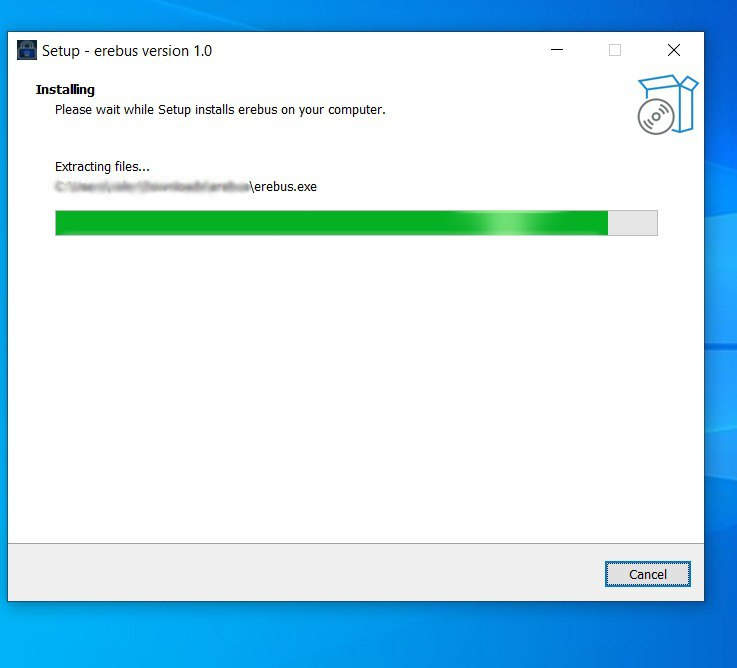 Setup - erebus version 1.0
Installing
Please wait while Setup installs erebus on your computer.
Extracting files...
\erebus.exe
Cancel